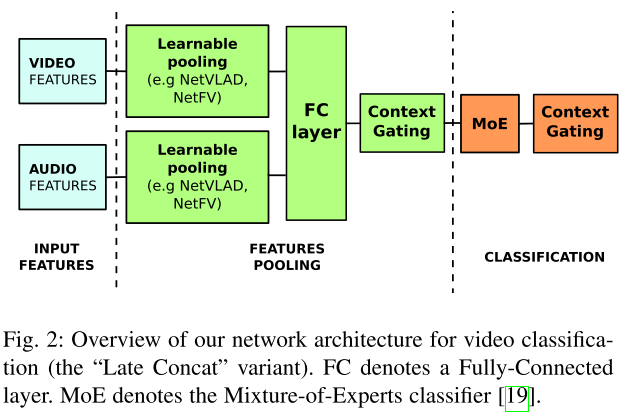 VIDEO
FEATURES
Learnable
pooling
(e.g NetVLAD,
NetFV)
AUDIO
FEATURES
Learnable
pooling
(e.g NetVLAD,
NetFV)
FC
layer
Context
Gating
MoE
Context
Gating
INPUT
FEATURES
FEATURES
POOLING
CLASSIFICATION
Fig. 2: Overview of our network architecture for video classifica-
tion (the “Late Concat” variant). FC denotes a Fully-Connected
layer. MoE denotes the Mixture-of-Experts classifier [19].